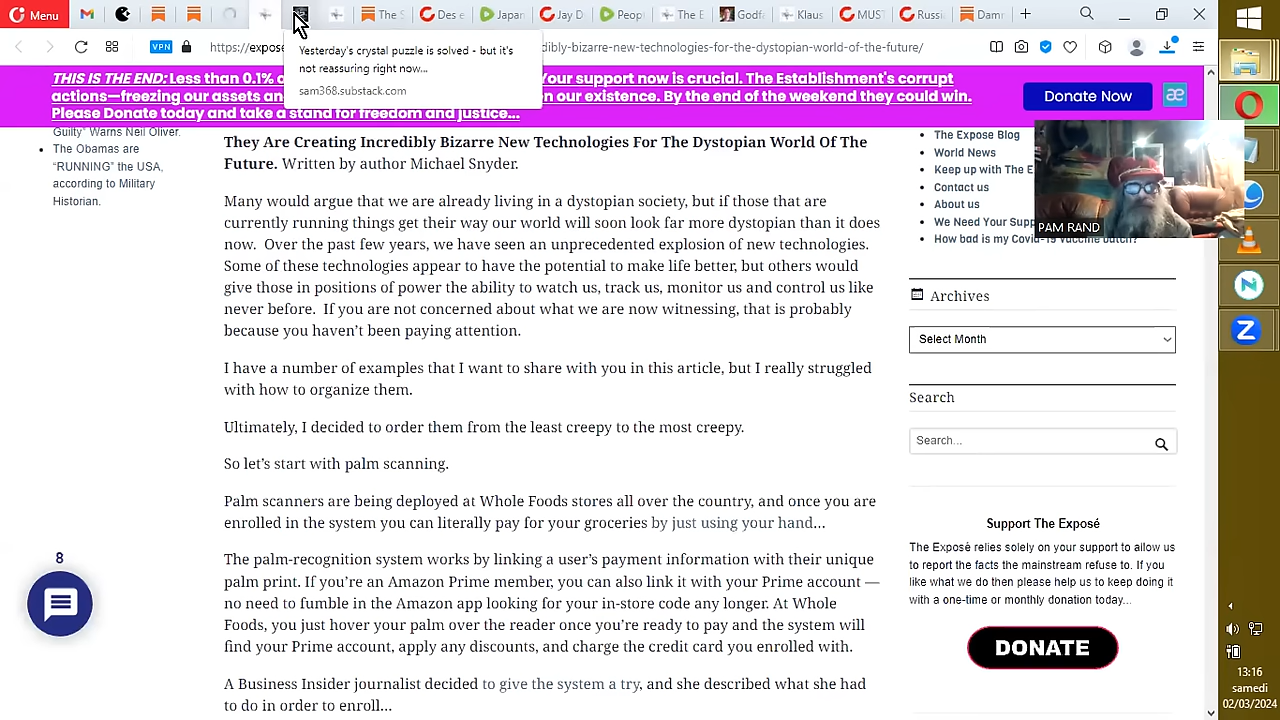 Menu
The S
Des e
Japan
Jay D
Peop
The E
Godfa
Klaus
MUST
Russi
Damn
VPN
https://expose
dibly-bizarre-new-technologies-for-the-dystopian-world-of-the-future/
Yesterday's crystal puzzle is solved - but it's
not reassuring right now...
sam368.substack.com
THIS IS THE END: Less than 0.1% o
Your support now is crucial. The Establishment's corrupt
actions—freezing our assets an
n our existence. By the end of the weekend they could win.
Please Donate today and take a stand for freedom and justice...
Donate Now
æ
Guilty" Warns Neil Oliver.
The Obamas are
"RUNNING" the USA,
according to Military
Historian.
They Are Creating Incredibly Bizarre New Technologies For The Dystopian World Of The
Future. Written by author Michael Snyder.
Many would argue that we are already living in a dystopian society, but if those that are
currently running things get their way our world will soon look far more dystopian than it does
now. Over the past few years, we have seen an unprecedented explosion of new technologies.
Some of these technologies appear to have the potential to make life better, but others would
give those in positions of power the ability to watch us, track us, monitor us and control us like
never before. If you are not concerned about what we are now witnessing, that is probably
because you haven't been paying attention.
I have a number of examples that I want to share with you in this article, but I really struggled
with how to organize them.
Ultimately, I decided to order them from the least creepy to the most creepy.
So let's start with palm scanning.
Palm scanners are being deployed at Whole Foods stores all over the country, and once you are
enrolled in the system you can literally pay for your groceries by just using your hand…
The palm-recognition system works by linking a user's payment information with their unique
palm print. If you're an Amazon Prime member, you can also link it with your Prime account —
no need to fumble in the Amazon app looking for your in-store code any longer. At Whole
Foods, you just hover your palm over the reader once you're ready to pay and the system will
find your Prime account, apply any discounts, and charge the credit card you enrolled with.
A Business Insider journalist decided to give the system a try, and she described what she had
to do in order to enroll…
8
The Expose Blog
World News
Keep up with The E
Contact us
About us
We Need Your Supp
How bad is my Covid-19 Vaccine batch?
PAM RAND
Archives
Select Month
Search
Search…
Support The Exposé
The Exposé relies solely on your support to allow us
to report the facts the mainstream refuse to. If you
like what we do then please help us to keep doing it
with a one-time or monthly donation today...
DONATE
13:16
samedi
02/03/2024